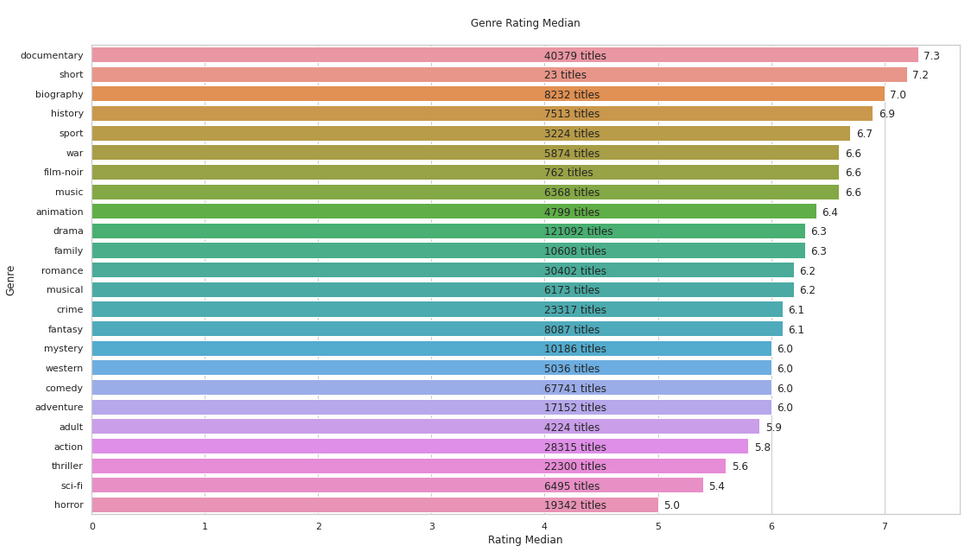 Genre Rating Median
documentary 40379 titles 7.3
short 23 titles 7.2
biography 8232 titles 7.0
history 7513 titles 6.9
sport 3224 titles 6.7
war 5874 titles 6.6
film-noir 762 titles 6.6
music 6368 titles 6.6
animation 4799 titles 6.4
drama 121092 titles 6.3
family 10608 titles 6.3
romance 30402 titles 6.2
musical 6173 titles 6.2
crime 23317 titles 6.1
fantasy 8087 titles 6.1
mystery 10186 titles 6.0
western 5036 titles 6.0
comedy 67741 titles 6.0
adventure 17152 titles 6.0
adult 4224 titles 5.9
action 28315 titles 5.8
thriller 22300 titles 5.6
sci-fi 6495 titles 5.4
horror 19342 titles 5.0
Genre
0 1 2 3 4 5 6 7
Rating Median